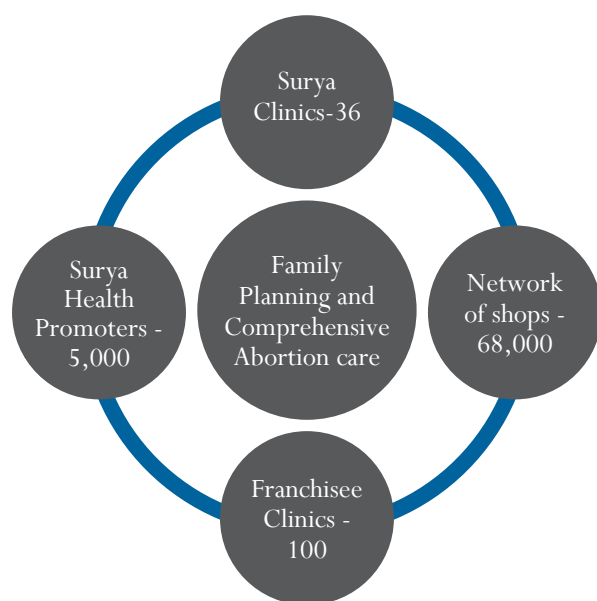 Surya
Clinics-36
Surya
Health
Promoters -
5,000
Family
Planning and
Comprehensive
Abortion care
Network
of shops -
68,000
Franchisee
Clinics -
100